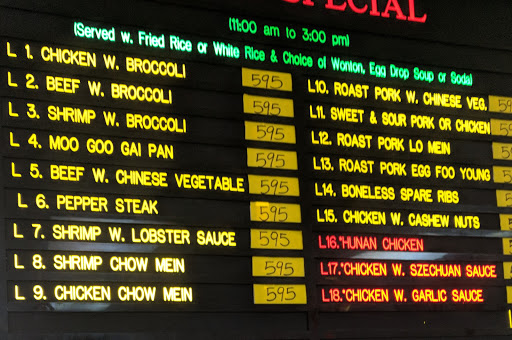 SPECIAL
(11:00 am to 3:00 pm)
(Served w. Fried Rice or White Rice & Choice of Wonton, Egg Drop Soup or Soda)
L 1. CHICKEN W. BROCCOLI 595
L 2. BEEF W. BROCCOLI 595
L 3. SHRIMP W. BROCCOLI 595
L 4. MOO GOO GAI PAN 595
L 5. BEEF W. CHINESE VEGETABLE 595
L 6. PEPPER STEAK 595
L 7. SHRIMP W. LOBSTER SAUCE 595
L 8. SHRIMP CHOW MEIN 595
L 9. CHICKEN CHOW MEIN 595
L10. ROAST PORK W. CHINESE VEG.
L11. SWEET & SOUR PORK OR CHICKEN
L12. ROAST PORK LO MEIN
L13. ROAST PORK EGG FOO YOUNG
L14. BONELESS SPARE RIBS
L15. CHICKEN W. CASHEW NUTS
L16.*HUNAN CHICKEN
L17.*CHICKEN W. SZECHUAN SAUCE
L18.*CHICKEN W. GARLIC SAUCE